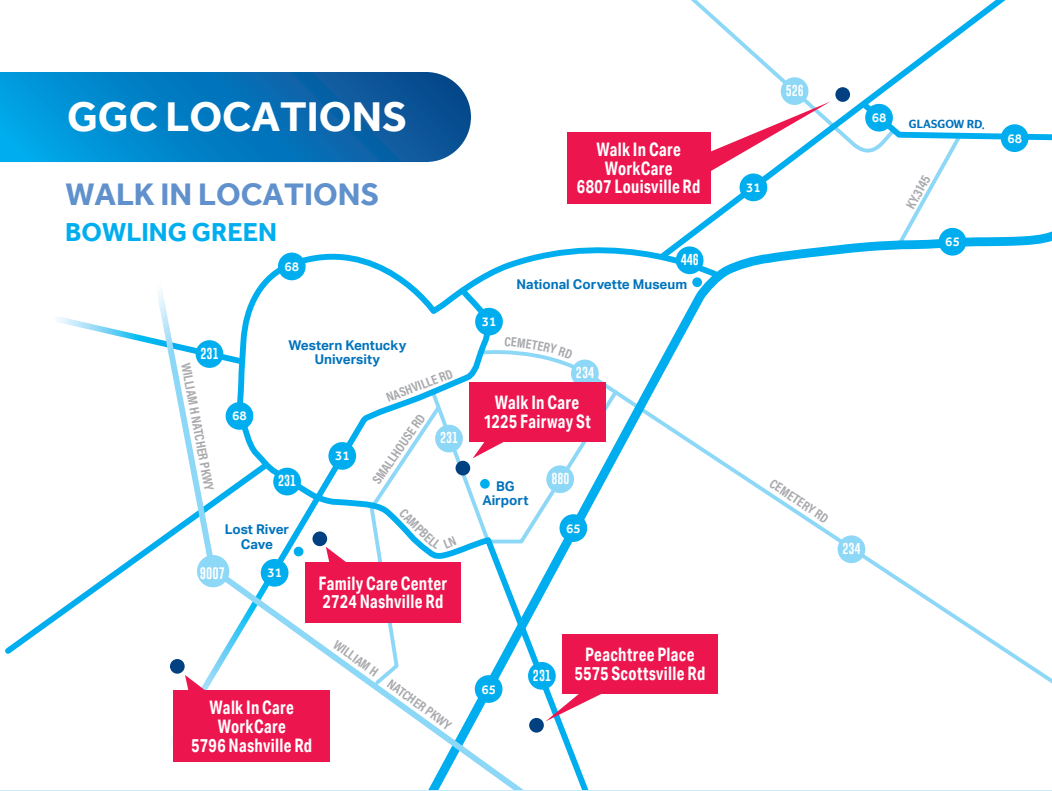 GGC LOCATIONS
WALK IN LOCATIONS
BOWLING GREEN
526
68
GLASGOW RD.
68
Walk In Care
WorkCare
6807 Louisville Rd
31
KY.3145
65
446
National Corvette Museum
68
31
Western Kentucky
University
231
CEMETERY RD
234
NASHVILLE RD
WILLIAM H NATCHER PKWY
68
Walk In Care
1225 Fairway St
SMALLHOUSE RD
231
31
231
BG
Airport
880
CEMETERY RD
234
65
CAMPBELL LN
Lost River
Cave
9007
31
Family Care Center
2724 Nashville Rd
WILLIAM H
NATCHER PKWY
Peachtree Place
5575 Scottsville Rd
231
65
Walk In Care
WorkCare
5796 Nashville Rd